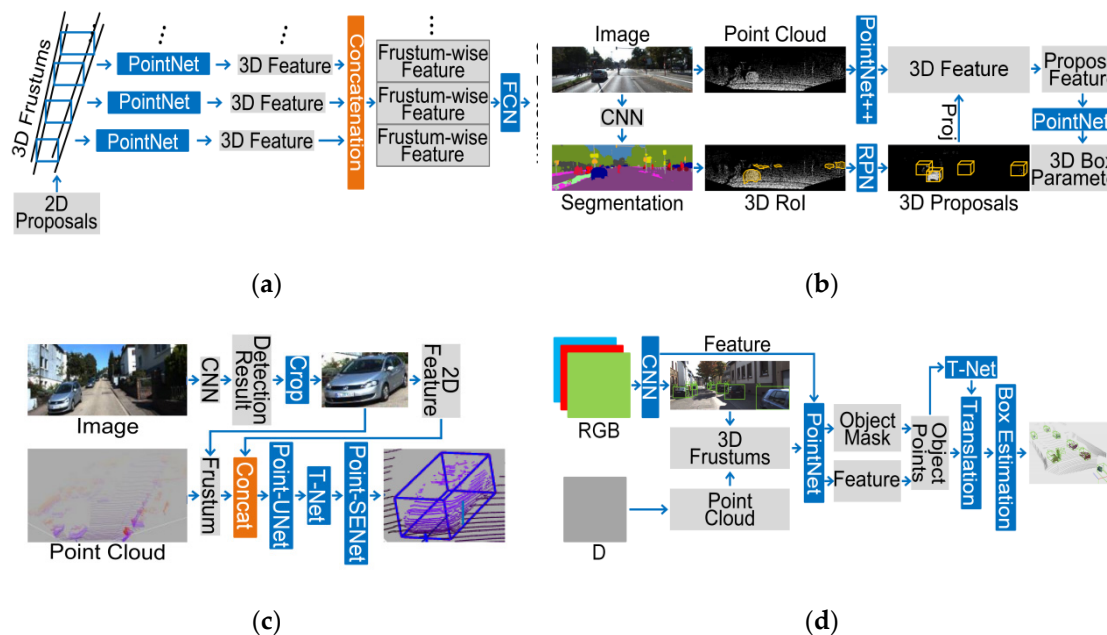 3D Frustums
PointNet
3D Feature
PointNet
3D Feature
PointNet
3D Feature
2D
Proposals
Concatenation
Frustum-wise
Feature
Frustum-wise
Feature
Frustum-wise
Feature
FCN
(a)
Image
Point Cloud
PointNet++
3D Feature
CNN
Proj
PointNet
3D Box
Segmentation
3D RoI
RPN
3D Proposals
(b)
Image
CNN
Detection
Result
Crop
2D
Feature
Point Cloud
Frustum
Concat
Point-UNet
T-Net
Point-SENet
(c)
RGB
CNN
Feature
D
3D
Frustums
Point
Cloud
PointNet
Object
Mask
Feature
Object
Points
T-Net
Translation
Box Estimation
(d)